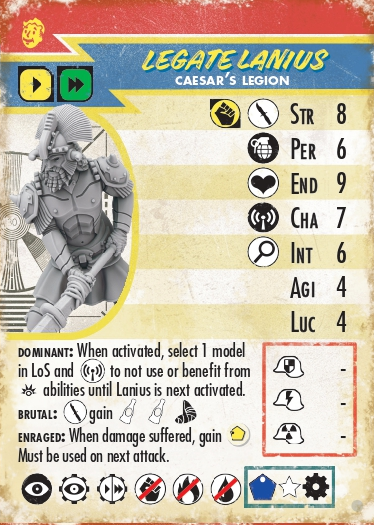 LEGATE LANIUS
CAESAR'S LEGION
STR 8
PER 6
END 9
CHA 7
INT 6
AGI 4
LUC 4
DOMINANT: When activated, select 1 model
in LoS and to not use or benefit from
abilities until Lanius is next activated.
BRUTAL: gain
ENRAGED: When damage suffered, gain
Must be used on next attack.
-
-
-